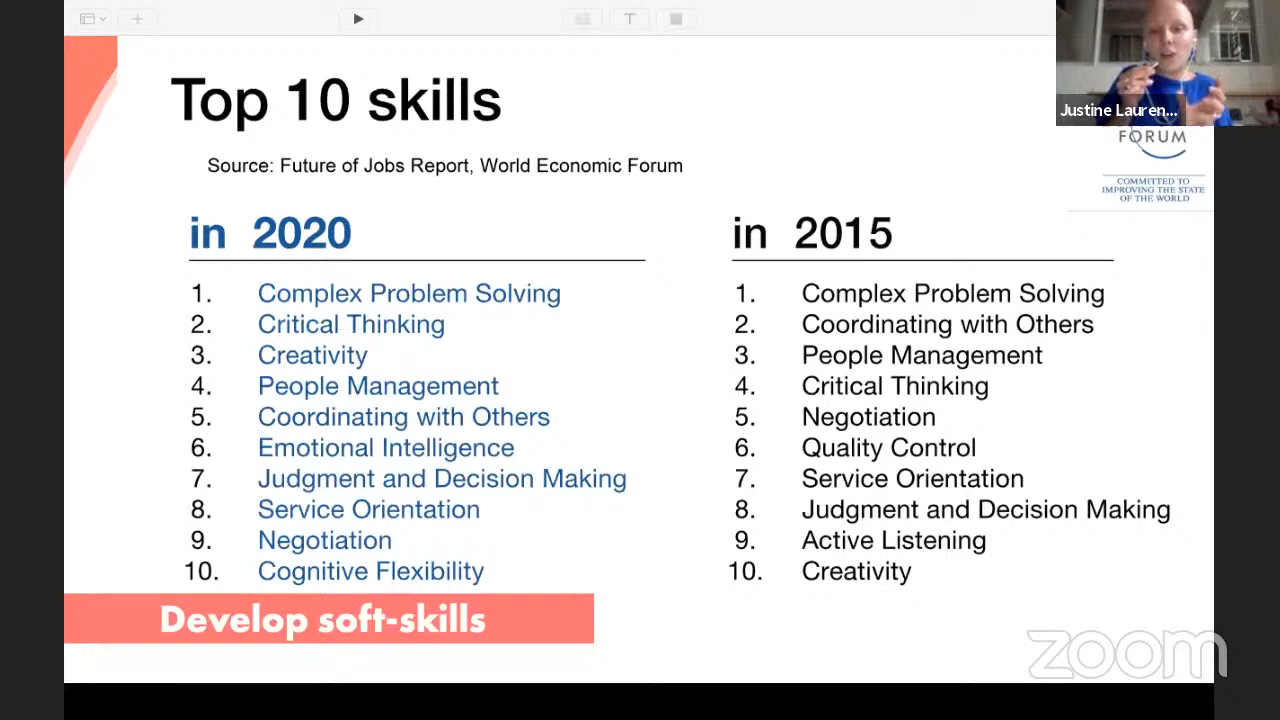 Top 10 skills
Source: Future of Jobs Report, World Economic Forum
Justine Lauren...
FORUM
COMMITTED TO
IMPROVING THE STATE
OF THE WORLD
in 2020
1. Complex Problem Solving
2. Critical Thinking
3. Creativity
4. People Management
5. Coordinating with Others
6. Emotional Intelligence
7. Judgment and Decision Making
8. Service Orientation
9. Negotiation
10. Cognitive Flexibility
in 2015
1. Complex Problem Solving
2. Coordinating with Others
3. People Management
4. Critical Thinking
5. Negotiation
6. Quality Control
7. Service Orientation
8. Judgment and Decision Making
9. Active Listening
10. Creativity
Develop soft-skills
zoom